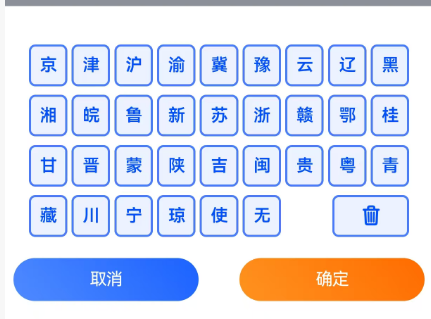 京 津 沪 渝 冀 豫 云 辽 黑
湘 皖 鲁 新 苏 浙 赣 鄂 桂
甘 晋 蒙 陕 吉 闽 贵 粤 青
藏 川 宁 琼 使 无
取消 确定